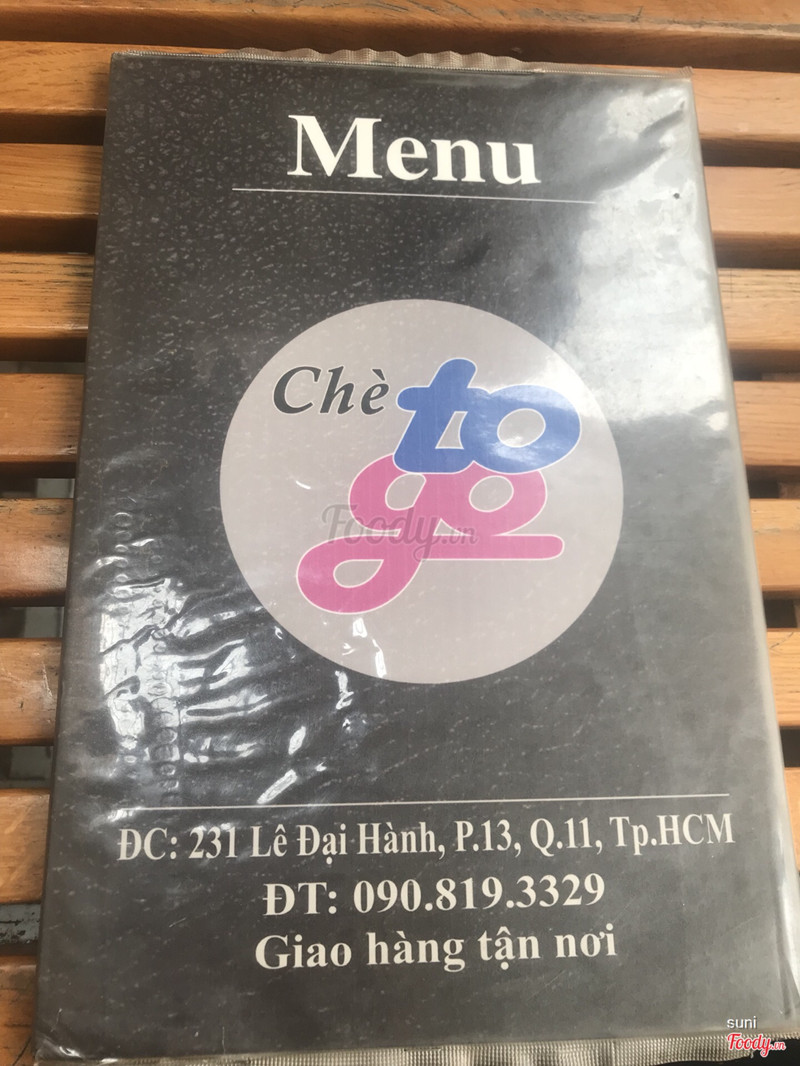 Menu
Chè to
go
Foody.vn
ĐC: 231 Lê Đại Hành, P.13, Q.11, Tp.HCM
ĐT: 090.819.3329
Giao hàng tận nơi
suni
Foody.vn